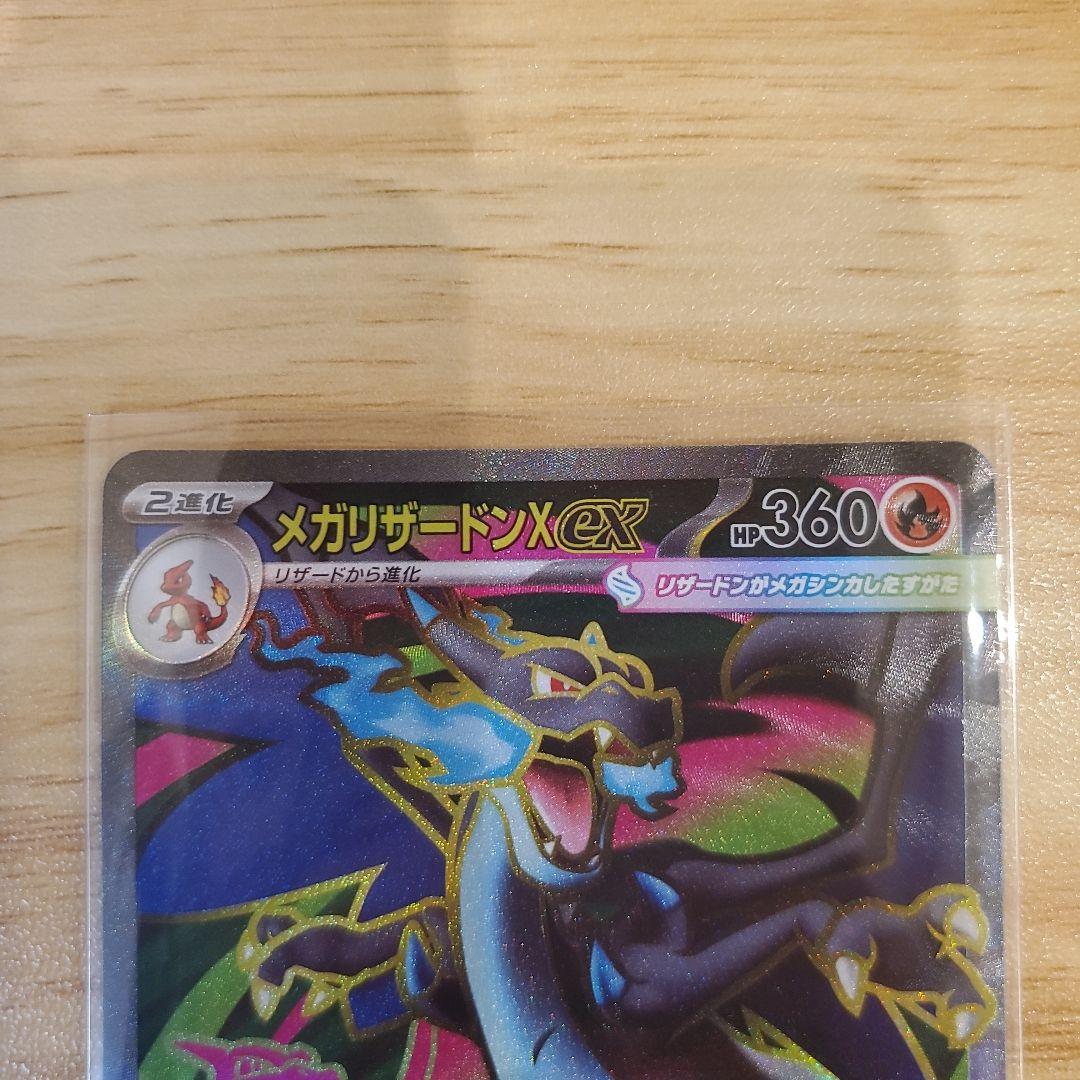 2進化
メガリザードンXex
HP360
リザードから進化
リザードンがメガシンカしたすがた